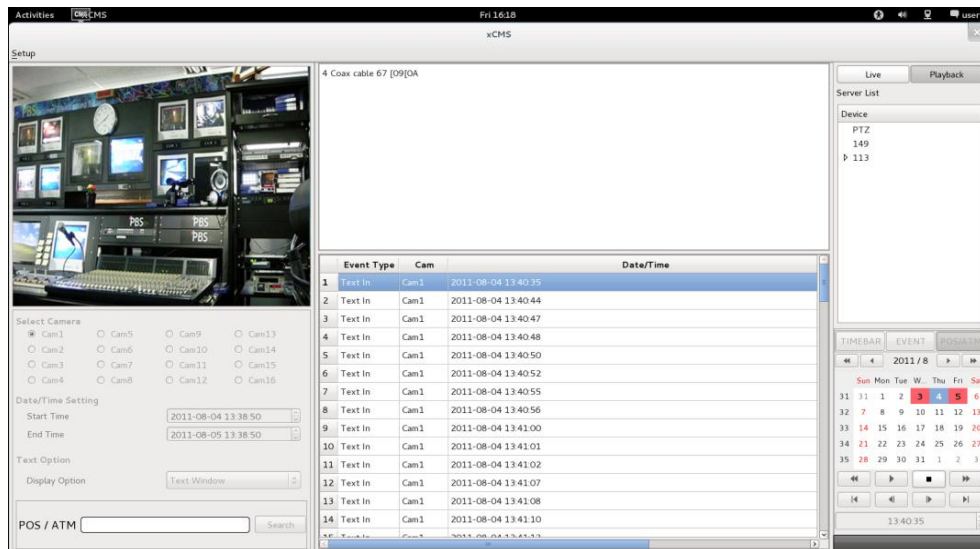 Activities xCMS Fri 16:18 user
xCMS
Setup
PBS
PBS PBS
PBS
4 Coax cable 67 [09[0A
Live Playback
Server List
Device
PTZ
149
113
Event Type Cam Date/Time
1 Text In Cam1 2011-08-04 13:40:35
2 Text In Cam1 2011-08-04 13:40:44
3 Text In Cam1 2011-08-04 13:40:47
4 Text In Cam1 2011-08-04 13:40:48
5 Text In Cam1 2011-08-04 13:40:50
6 Text In Cam1 2011-08-04 13:40:52
7 Text In Cam1 2011-08-04 13:40:55
8 Text In Cam1 2011-08-04 13:40:56
9 Text In Cam1 2011-08-04 13:41:00
10 Text In Cam1 2011-08-04 13:41:01
11 Text In Cam1 2011-08-04 13:41:02
12 Text In Cam1 2011-08-04 13:41:07
13 Text In Cam1 2011-08-04 13:41:08
14 Text In Cam1 2011-08-04 13:41:10
Select Camera
Cam1 Cam5 Cam9 Cam13
Cam2 Cam6 Cam10 Cam14
Cam3 Cam7 Cam11 Cam15
Cam4 Cam8 Cam12 Cam16
Date/Time Setting
Start Time 2011-08-04 13:38:50
End Time 2011-08-05 13:38:50
Text Option
Display Option Text Window
POS / ATM Search
TIMEBAR EVENT POS/ATM
2011 / 8
Sun Mon Tue W... Thu Fri Sa
31 31 1 2 3 4 5 6
32 7 8 9 10 11 12 13
33 14 15 16 17 18 19 20
34 21 22 23 24 25 26 27
35 28 29 30 31 1 2 3
13:40:35